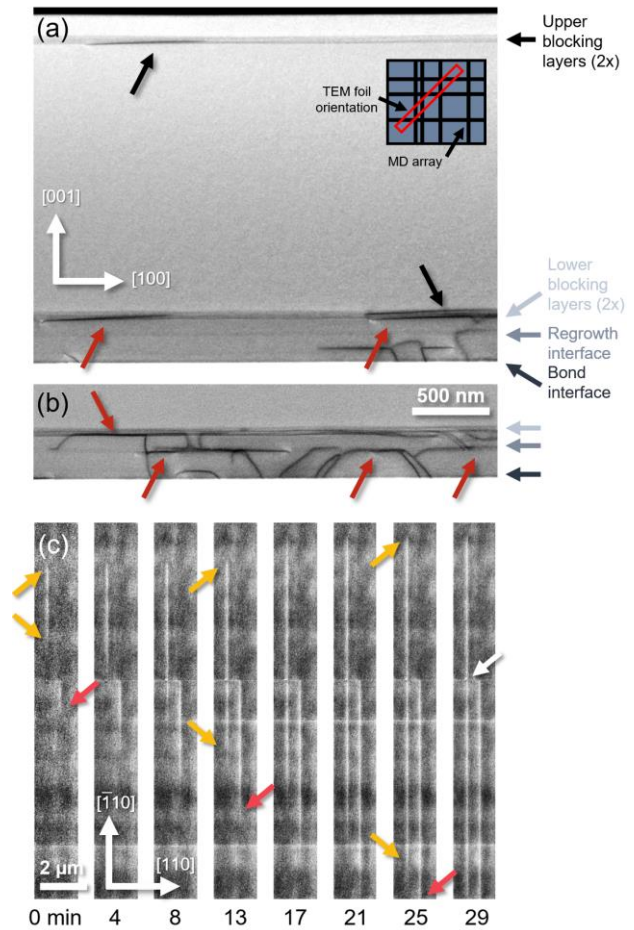 (a)
Upper
blocking
layers (2x)
TEM foil
orientation
MD array
[001]
[100]
Lower
blocking
layers (2x)
Regrowth
interface
Bond
interface
(b)
500 nm
(c)
[1̄10]
[110]
2 µm
0 min 4 8 13 17 21 25 29